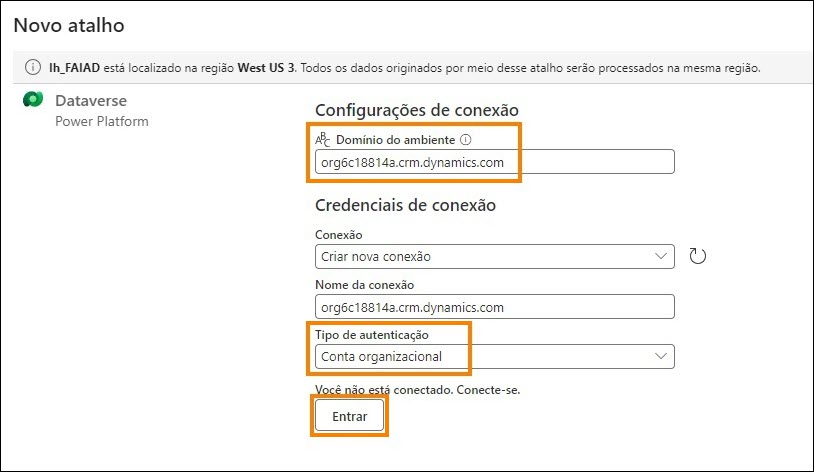 Novo atalho
lh_FAIAD está localizado na região West US 3. Todos os dados originados por meio desse atalho serão processados na mesma região.
Dataverse
Power Platform
Configurações de conexão
ABC Domínio do ambiente
org6c18814a.crm.dynamics.com
Credenciais de conexão
Conexão
Criar nova conexão
Nome da conexão
org6c18814a.crm.dynamics.com
Tipo de autenticação
Conta organizacional
Você não está conectado. Conecte-se.
Entrar